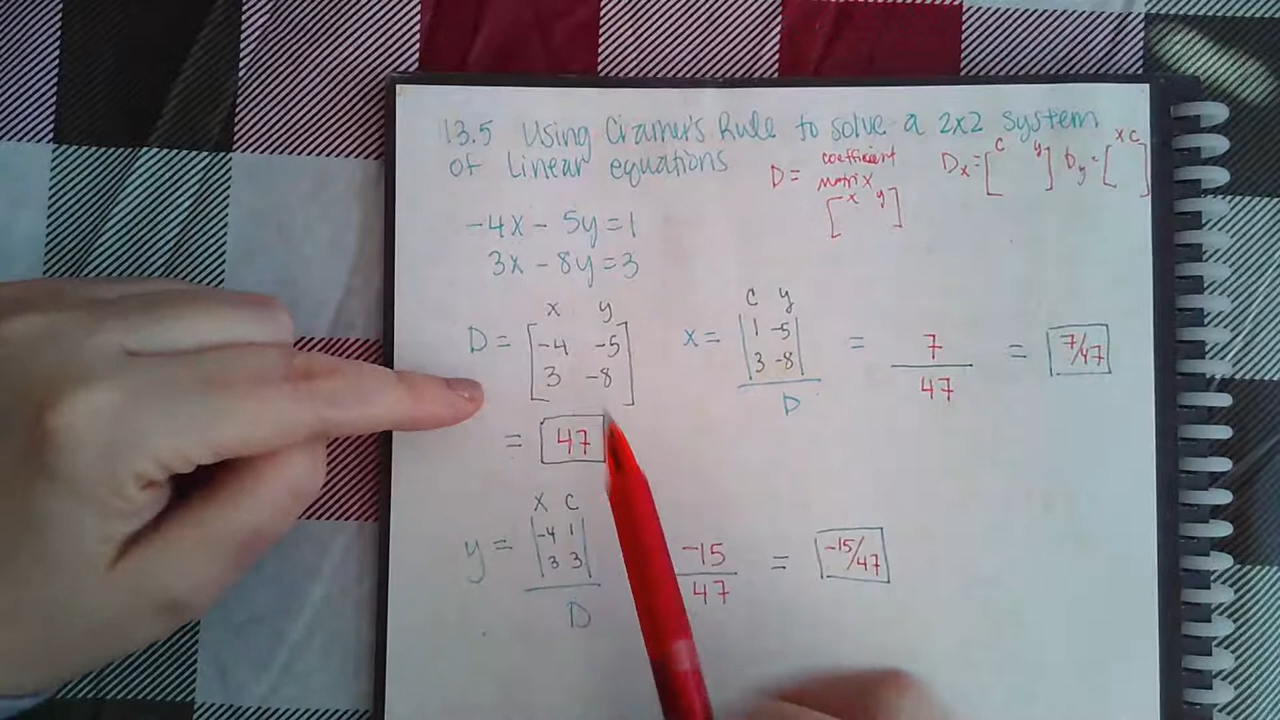 13.5 Using Cramer's Rule to solve a 2x2 system
of linear equations
D = coefficient matrix
[x y]
Dx = [c y] Dy = [x c]
-4x - 5y = 1
3x - 8y = 3
x y
D = [-4 -5
3 -8]
= 47
c y
x = |1 -5
3 -8|
D
= 7
47
= 7/47
x c
y = |-4 1
3 3|
D
-15
47
= -15/47